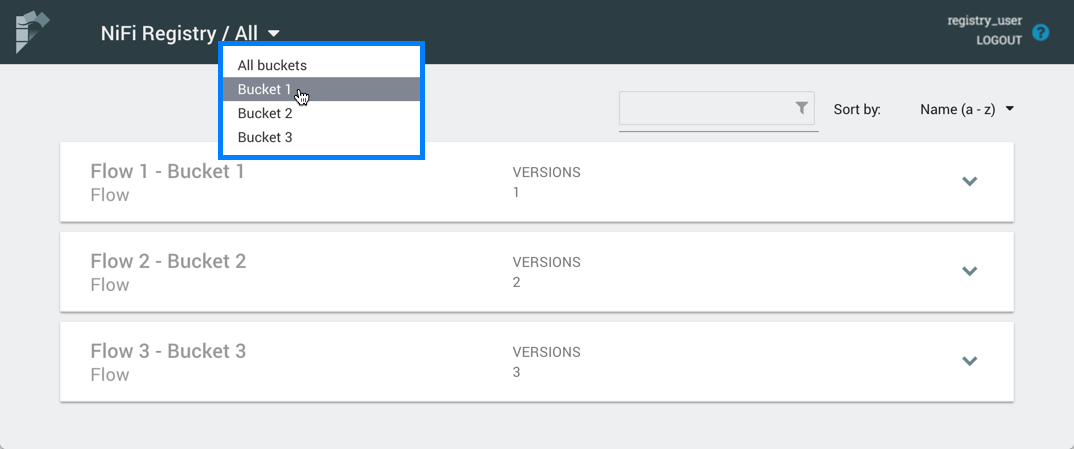 NiFi Registry / All
registry_user
LOGOUT
?
All buckets
Bucket 1
Bucket 2
Bucket 3
Sort by:
Name (a - z)
Flow 1 - Bucket 1
Flow
VERSIONS
1
Flow 2 - Bucket 2
Flow
VERSIONS
2
Flow 3 - Bucket 3
Flow
VERSIONS
3